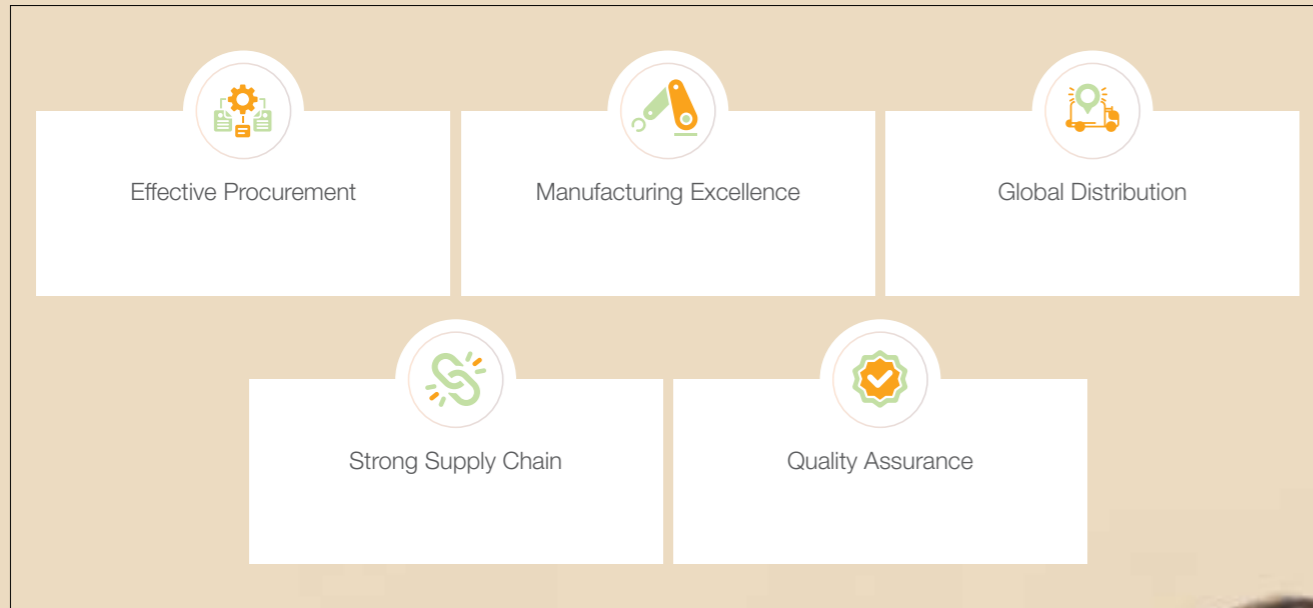 Effective Procurement
Manufacturing Excellence
Global Distribution
Strong Supply Chain
Quality Assurance